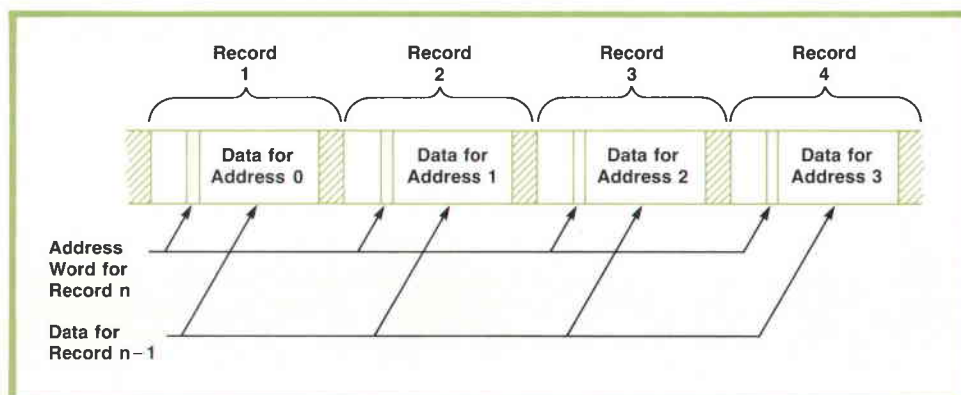 Record
1
Record
2
Record
3
Record
4
Data for
Address 0
Data for
Address 1
Data for
Address 2
Data for
Address 3
Address
Word for
Record n
Data for
Record n-1